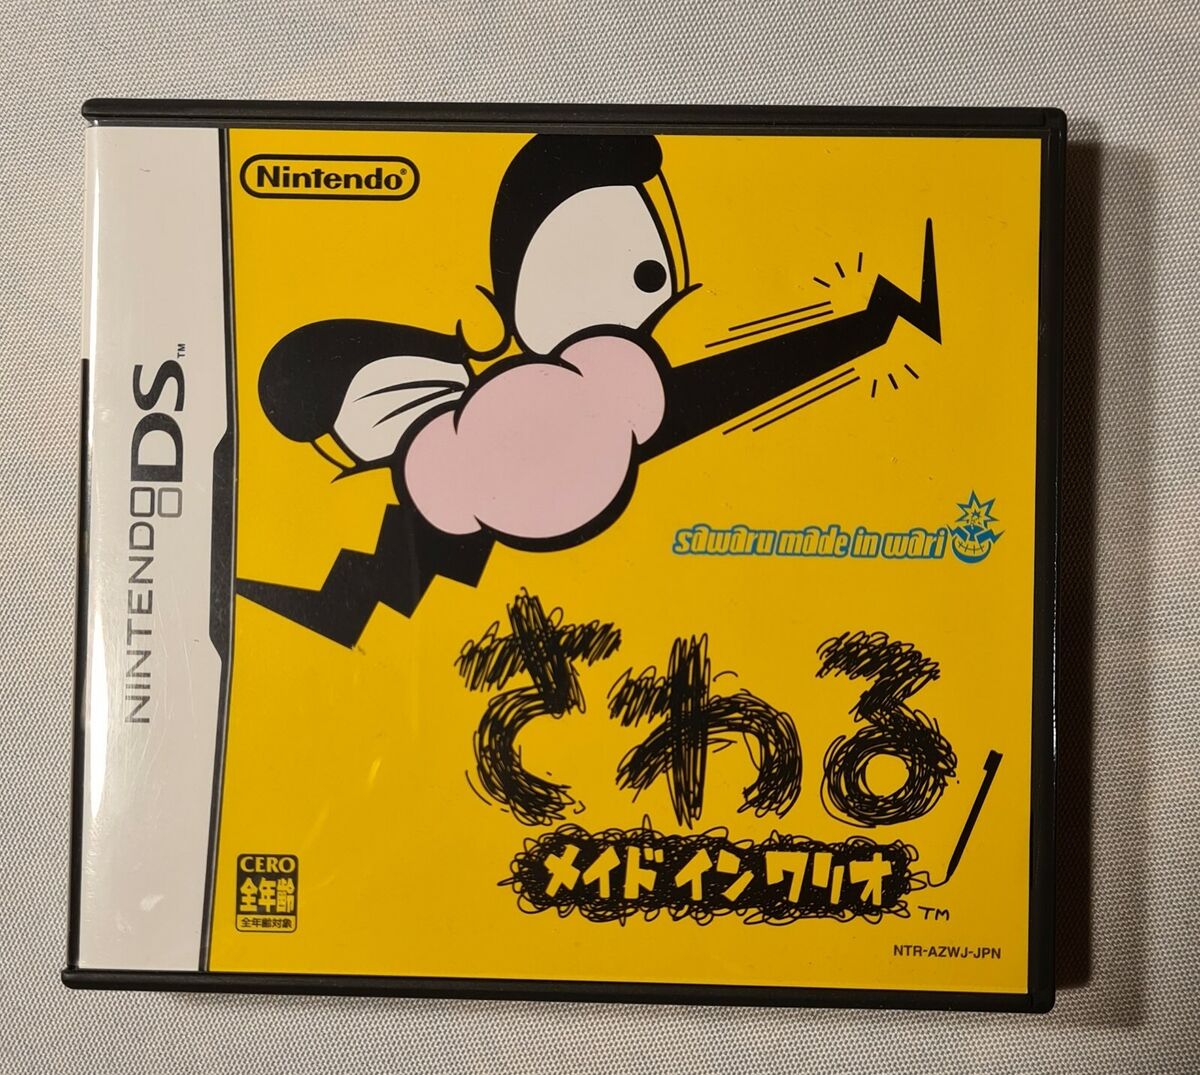 Nintendo®
NINTENDO DS™
sawaru made in wari
さわる
メイド イン ワリオ
TM
CERO
全年齢
全年齢対象
NTR-AZWJ-JPN